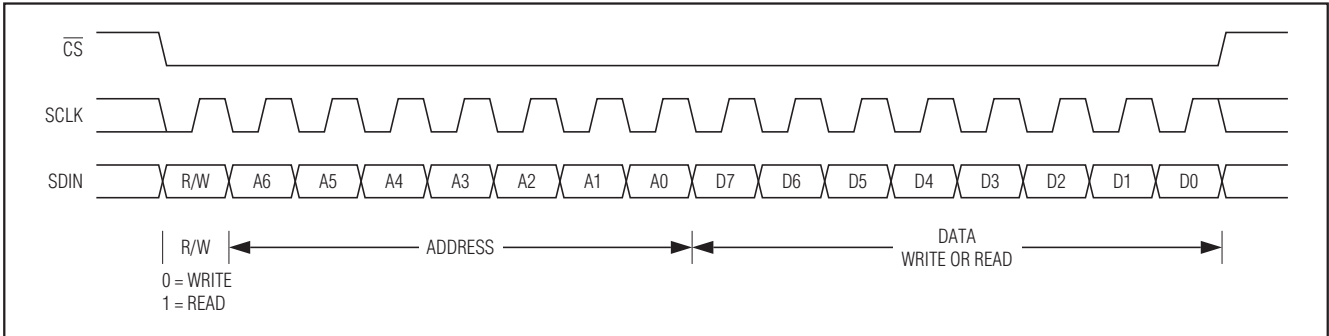 CS
SCLK
SDIN R/W A6 A5 A4 A3 A2 A1 A0 D7 D6 D5 D4 D3 D2 D1 D0
R/W ADDRESS DATA
WRITE OR READ
0 = WRITE
1 = READ